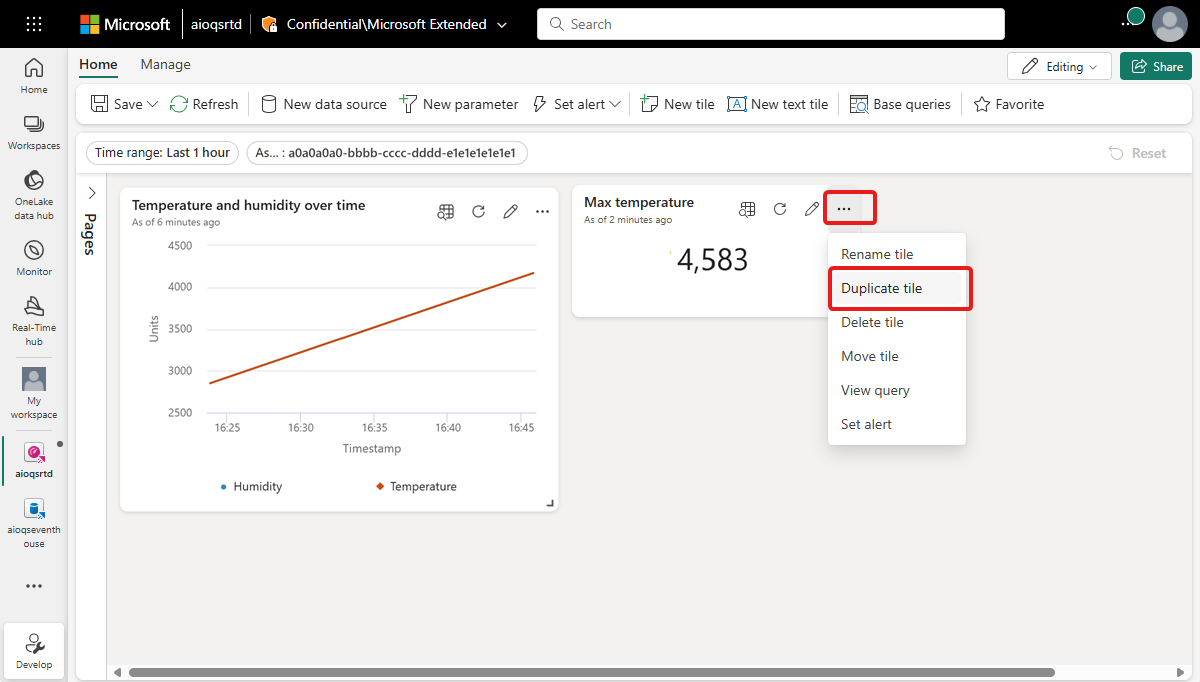 Microsoft aioqsrtd Confidential\Microsoft Extended Search
Home Manage Editing Share
Save Refresh New data source New parameter Set alert New tile New text tile Base queries Favorite
Time range: Last 1 hour As... : a0a0a0a0-bbbb-cccc-dddd-e1e1e1e1e1e1 Reset
Home
Workspaces
OneLake
data hub
Monitor
Real-Time
hub
My
workspace
aioqsrtd
aioqseventh
ouse
...
Develop
Pages
Temperature and humidity over time
As of 6 minutes ago
...
4500
4000
3500
3000
2500
Units
16:25 16:30 16:35 16:40 16:45
Timestamp
Humidity Temperature
Max temperature
As of 2 minutes ago
...
4,583
Rename tile
Duplicate tile
Delete tile
Move tile
View query
Set alert